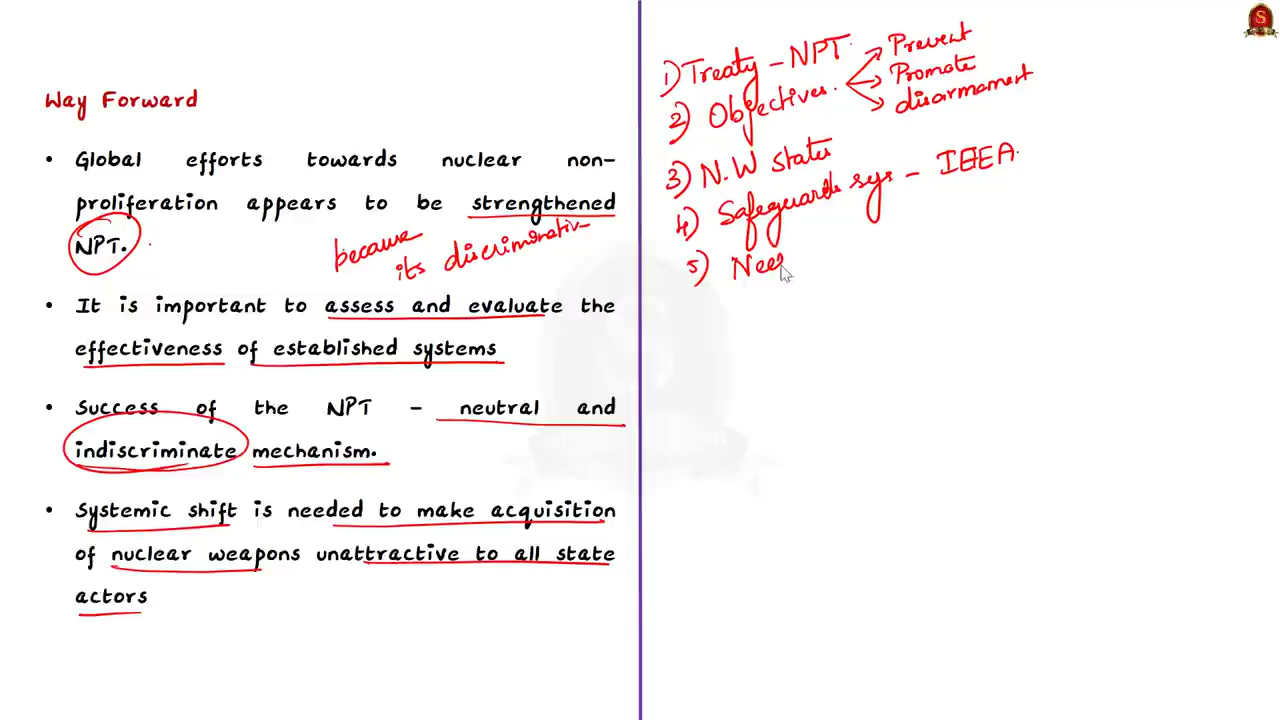 Way Forward
• Global efforts towards nuclear non-
proliferation appears to be strengthened
NPT.
because
its discriminative
• It is important to assess and evaluate the
effectiveness of established systems
• Success of the NPT - neutral and
indiscriminate mechanism.
• Systemic shift is needed to make acquisition
of nuclear weapons unattractive to all state
actors
1) Treaty - NPT.
2) Objectives. → Prevent
→ Promote
→ disarmament
3) N.W states
4) Safeguards sys - IAEA.
5) Nee